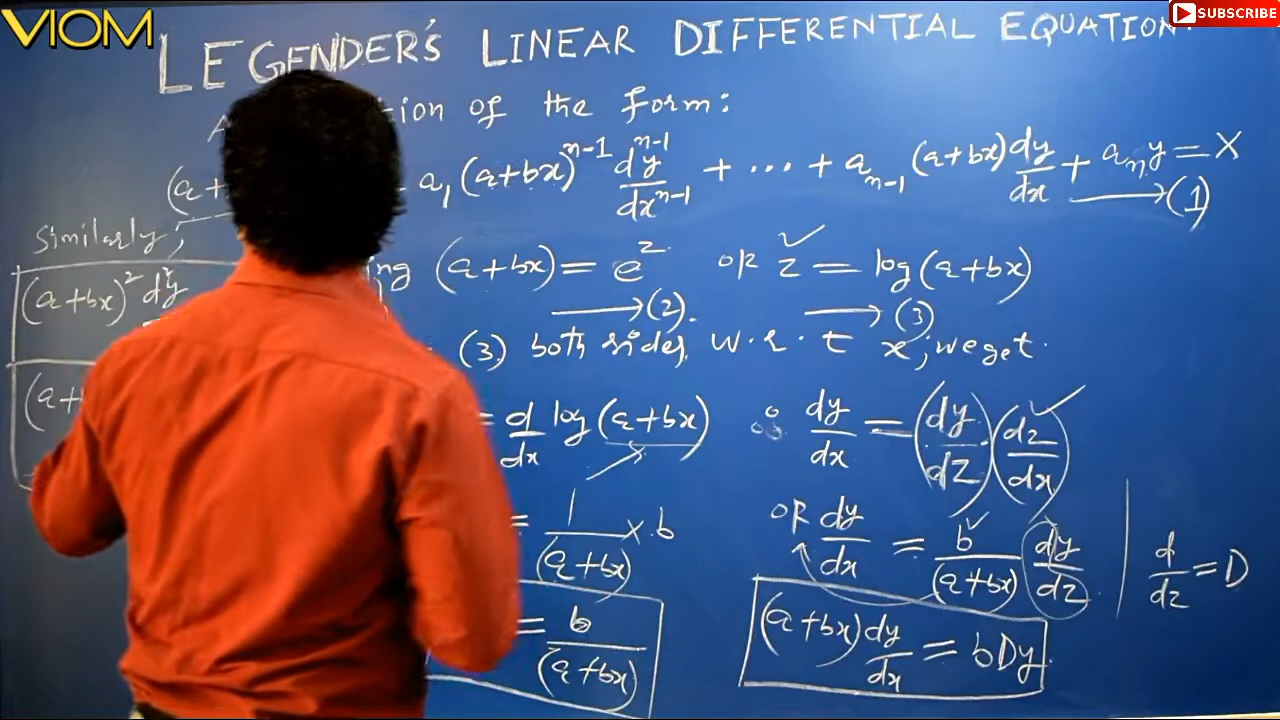 VIOM
SUBSCRIBE
LEGENDER'S LINEAR DIFFERENTIAL EQUATION.
A tion of the form:
(a+ a₁(a+bx)ⁿ⁻¹ dⁿ⁻¹y/dxⁿ⁻¹ + ... + aₙ₋₁(a+bx) dy/dx + aₙy = X
→(1)
Similarly,
(a+bx)² d²y
(a+
ing (a+bx) = e^z or z = log(a+bx)
→(2). → (3)
(3) both sides w.r.t x, we get.
= d/dx log(a+bx) ∴ dy/dx = (dy/dz)(dz/dx)
= 1/(a+bx) × b or dy/dx = b/(a+bx) dy/dz | d/dz = D
= b/(a+bx) (a+bx) dy/dx = bDy